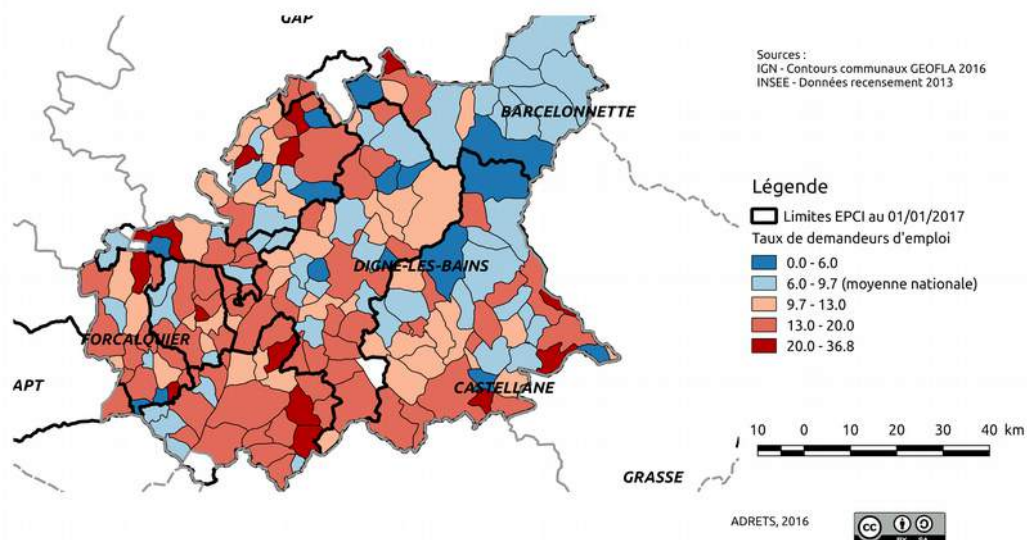 GAP
Sources :
IGN - Contours communaux GEOFLA 2016
INSEE - Données recensement 2013
BARCELONNETTE
Légende
Limites EPCI au 01/01/2017
Taux de demandeurs d'emploi
0.0 - 6.0
6.0 - 9.7 (moyenne nationale)
9.7 - 13.0
13.0 - 20.0
20.0 - 36.8
DIGNE-LES-BAINS
FORCALQUIER
APT
CASTELLANE
10 0 10 20 30 40 km
GRASSE
ADRETS, 2016
cc